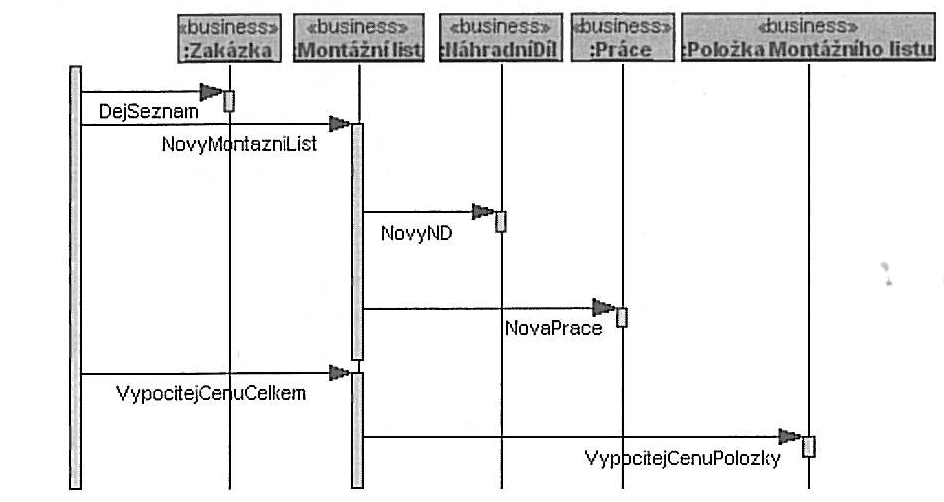 «business»
:Zakázka
«business»
:Montážní list
«business»
:NáhradníDíl
«business»
:Práce
«business»
:Položka Montážního listu
DejSeznam
NovyMontazniList
NovyND
NovaPrace
VypocitejCenuCelkem
VypocitejCenuPolozky